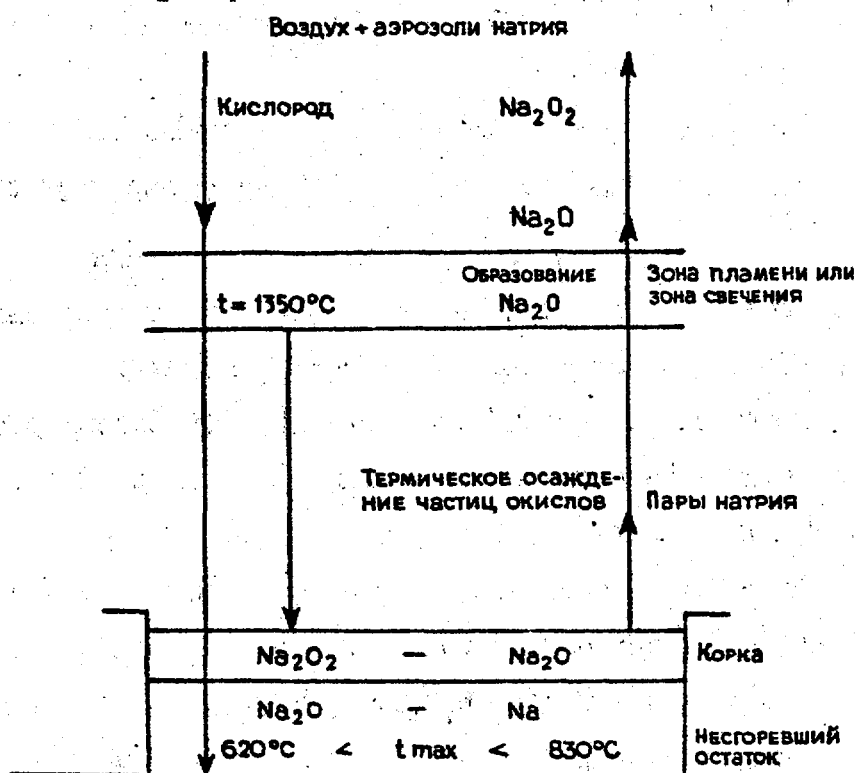 Воздух + аэрозоли натрия
Кислород
Na₂O₂
Na₂O
Образование
Na₂O
t = 1350°C
Зона пламени или
зона свечения
Термическое осажде-
ние частиц окислов
Пары натрия
Na₂O₂ – Na₂O
Корка
Na₂O – Na
620°C < t max < 830°C
Несгоревший
остаток